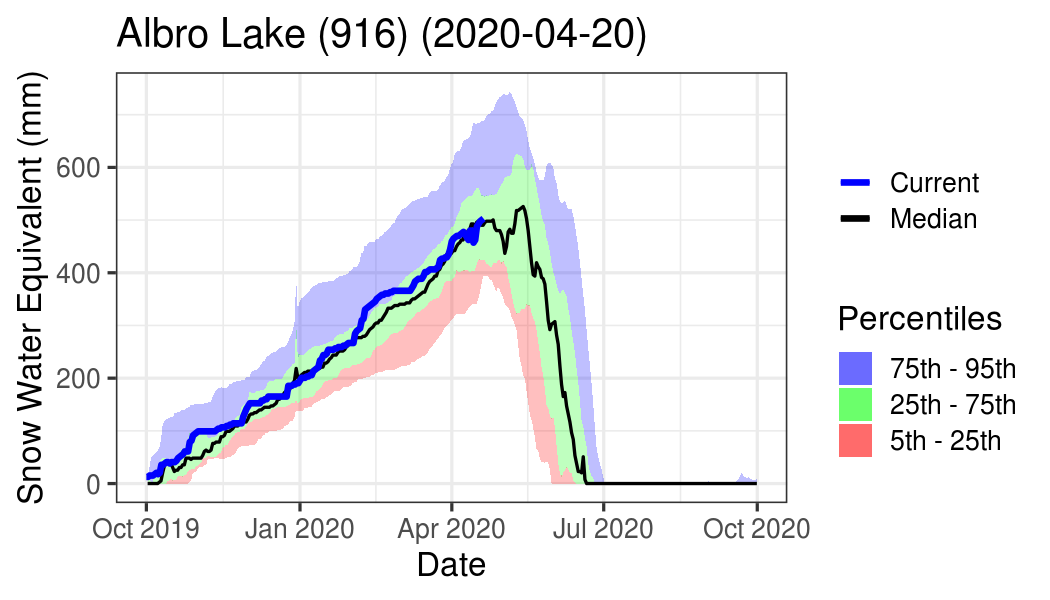 Albro Lake (916) (2020-04-20)
Snow Water Equivalent (mm)
600
400
200
0
Oct 2019 Jan 2020 Apr 2020 Jul 2020 Oct 2020
Date
Current
Median
Percentiles
75th - 95th
25th - 75th
5th - 25th